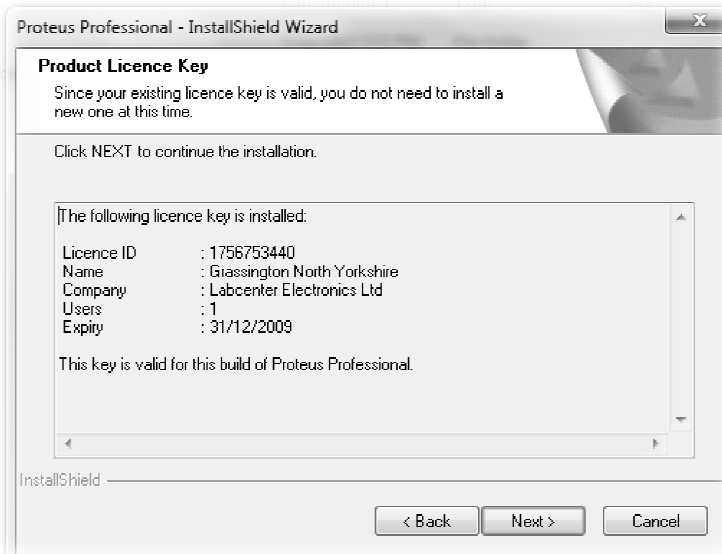 Proteus Professional - InstallShield Wizard
Product Licence Key
Since your existing licence key is valid, you do not need to install a
new one at this time.
Click NEXT to continue the installation.
The following licence key is installed:
Licence ID : 1756753440
Name : Grassington North Yorkshire
Company : Labcenter Electronics Ltd
Users : 1
Expiry : 31/12/2009
This key is valid for this build of Proteus Professional.
InstallShield
< Back Next > Cancel